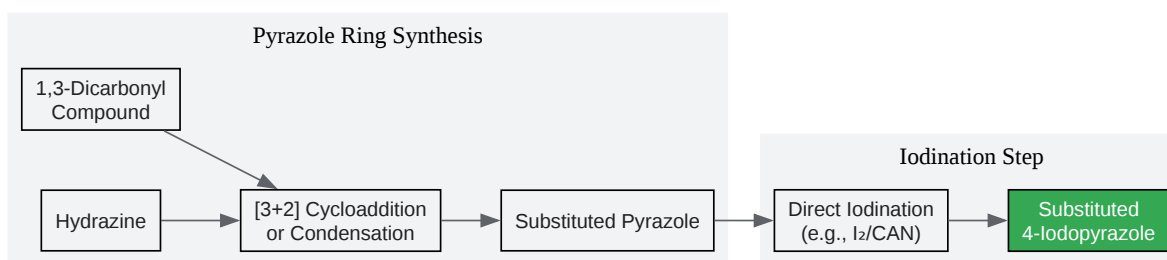 Pyrazole Ring Synthesis
1,3-Dicarbonyl
Compound
Hydrazine
[3+2] Cycloaddition
or Condensation
Substituted Pyrazole
Iodination Step
Direct Iodination
(e.g., I₂/CAN)
Substituted
4-Iodopyrazole